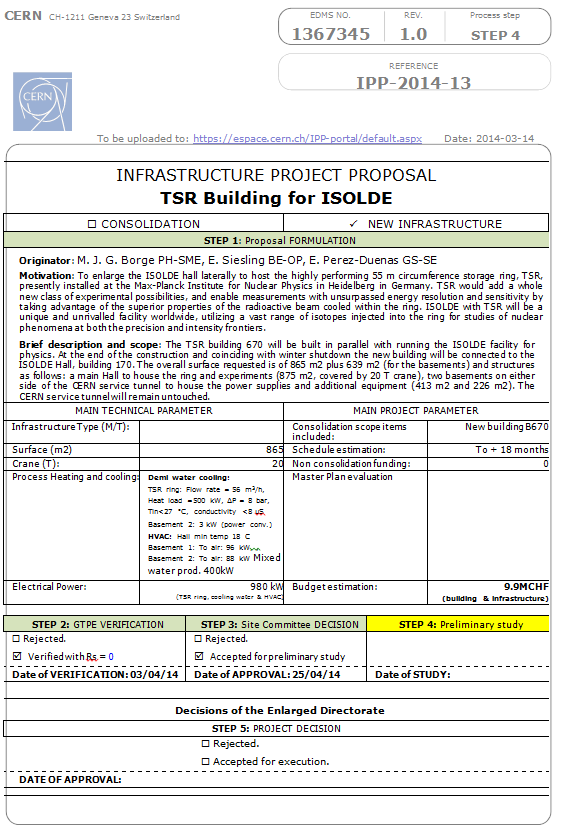 CERN CH-1211 Geneva 23 Switzerland
EDMS NO. REV. Process step
1367345 1.0 STEP 4
REFERENCE
IPP-2014-13
CERN
To be uploaded to: https://espace.cern.ch/IPP-portal/default.aspx Date: 2014-03-14
INFRASTRUCTURE PROJECT PROPOSAL
TSR Building for ISOLDE
☐ CONSOLIDATION ✓ NEW INFRASTRUCTURE
STEP 1: Proposal FORMULATION
Originator: M. J. G. Borge PH-SME, E. Siesling BE-OP, E. Perez-Duenas GS-SE
Motivation: To enlarge the ISOLDE hall laterally to host the highly performing 55 m circumference storage ring, TSR,
presently installed at the Max-Planck Institute for Nuclear Physics in Heidelberg in Germany. TSR would add a whole
new class of experimental possibilities, and enable measurements with unsurpassed energy resolution and sensitivity by
taking advantage of the superior properties of the radioactive beam cooled within the ring. ISOLDE with TSR will be a
unique and unrivalled facility worldwide, utilizing a vast range of isotopes injected into the ring for studies of nuclear
phenomena at both the precision and intensity frontiers.
Brief description and scope: The TSR building 670 will be built in parallel with running the ISOLDE facility for
physics. At the end of the construction and coinciding with winter shutdown the new building will be connected to the
ISOLDE Hall, building 170. The overall surface requested is of 865 m2 plus 639 m2 (for the basements) and structures
as follows: a main Hall to house the ring and experiments (875 m2, covered by 20 T crane), two basements on either
side of the CERN service tunnel to house the power supplies and additional equipment (413 m2 and 226 m2). The
CERN service tunnel will remain untouched.
MAIN TECHNICAL PARAMETER MAIN PROJECT PARAMETER
Infrastructure Type (M/T): Consolidation scope items included: New building B670
Surface (m2) 865 Schedule estimation: To + 18 months
Crane (T): 20 Non consolidation funding: 0
Process Heating and cooling: Demi water cooling: Master Plan evaluation
TSR ring: Flow rate = 56 m³/h,
Heat load =500 kW, ΔP = 8 bar,
Tin<27 °C, conductivity <8 µS,
Basement 2: 3 kW (power conv.)
HVAC: Hall min temp 18 C
Basement 1: To air: 96 kW
Basement 2: To air: 88 kW Mixed
water prod. 400kW
Electrical Power: 980 kW Budget estimation: 9.9MCHF
(TSR ring, cooling water & HVAC) (building & infrastructure)
STEP 2: GTPE VERIFICATION STEP 3: Site Committee DECISION STEP 4: Preliminary study
☐ Rejected. ☐ Rejected.
☑ Verified with Rs.= 0 ☑ Accepted for preliminary study
Date of VERIFICATION: 03/04/14 Date of APPROVAL: 25/04/14 Date of STUDY:
Decisions of the Enlarged Directorate
STEP 5: PROJECT DECISION
☐ Rejected.
☐ Accepted for execution.
DATE OF APPROVAL: